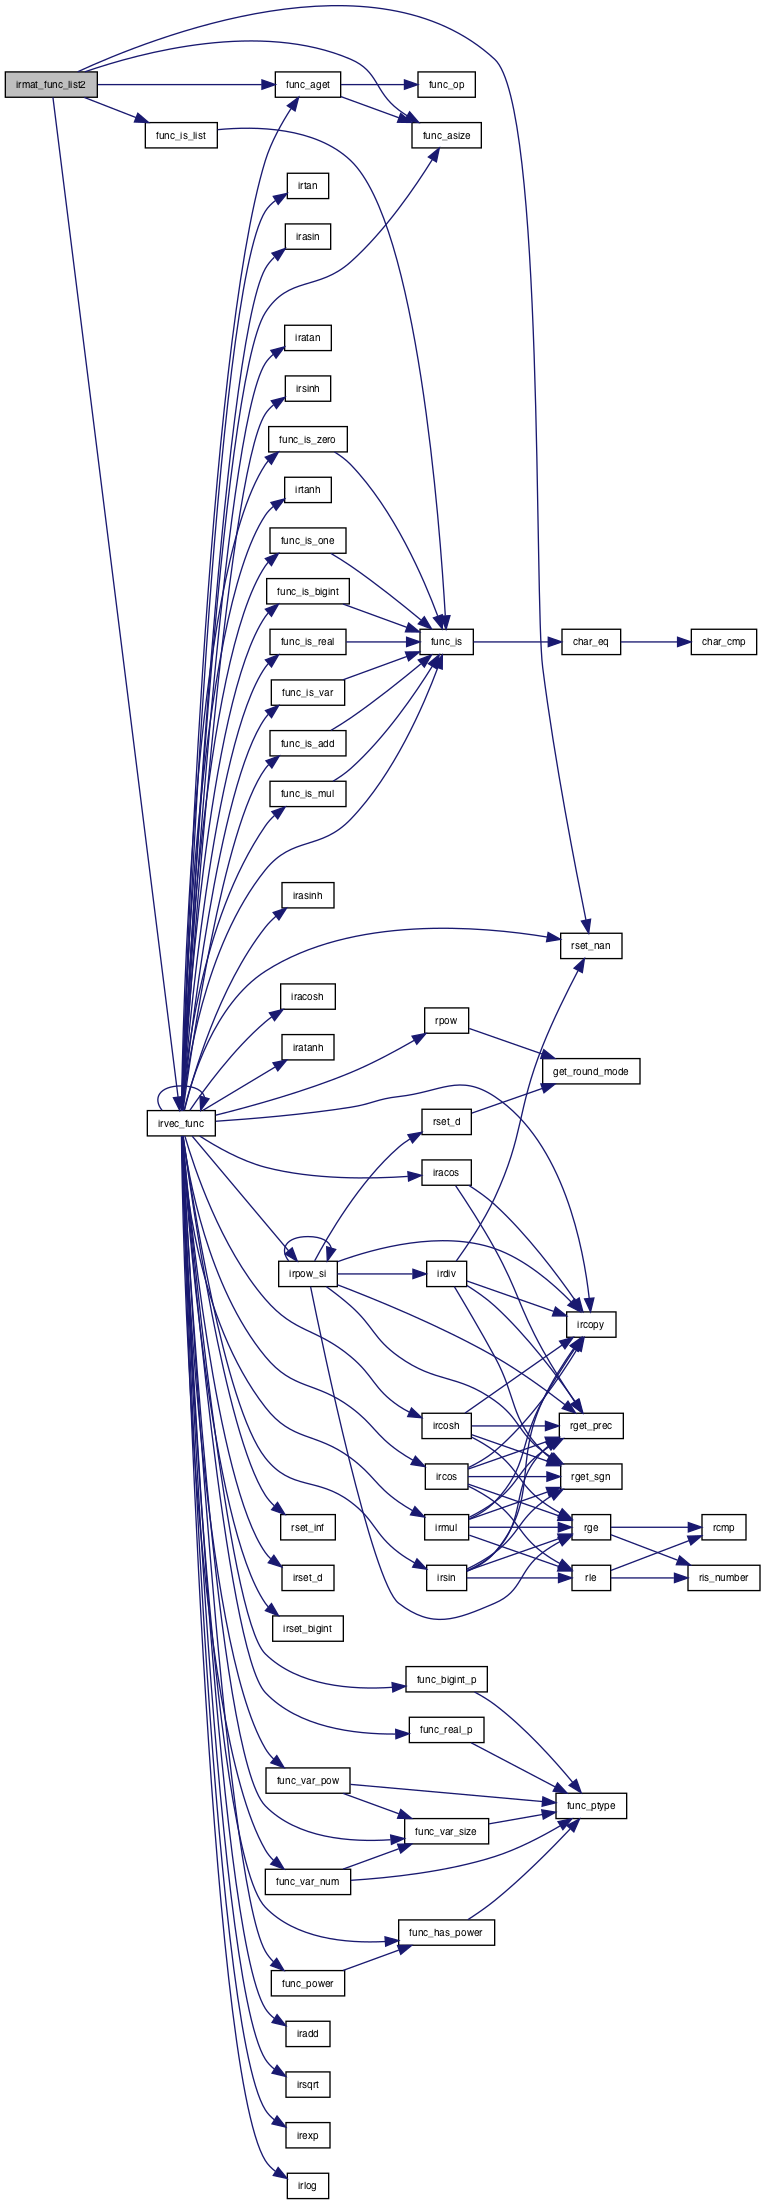 irmat_func_list2
func_aget
func_op
func_is_list
func_asize
irtan
irasin
iratan
irsinh
func_is_zero
irtanh
func_is_one
func_is_bigint
func_is_real
func_is
char_eq
char_cmp
func_is_var
func_is_add
func_is_mul
irasinh
rset_nan
iracosh
rpow
iratanh
get_round_mode
irvec_func
rset_d
iracos
irpow_si
irdiv
ircopy
ircosh
rget_prec
ircos
rget_sgn
rset_inf
irmul
rge
rcmp
irset_d
irsin
rle
ris_number
irset_bigint
func_bigint_p
func_real_p
func_var_pow
func_ptype
func_var_size
func_var_num
func_has_power
func_power
iradd
irsqrt
irexp
irlog